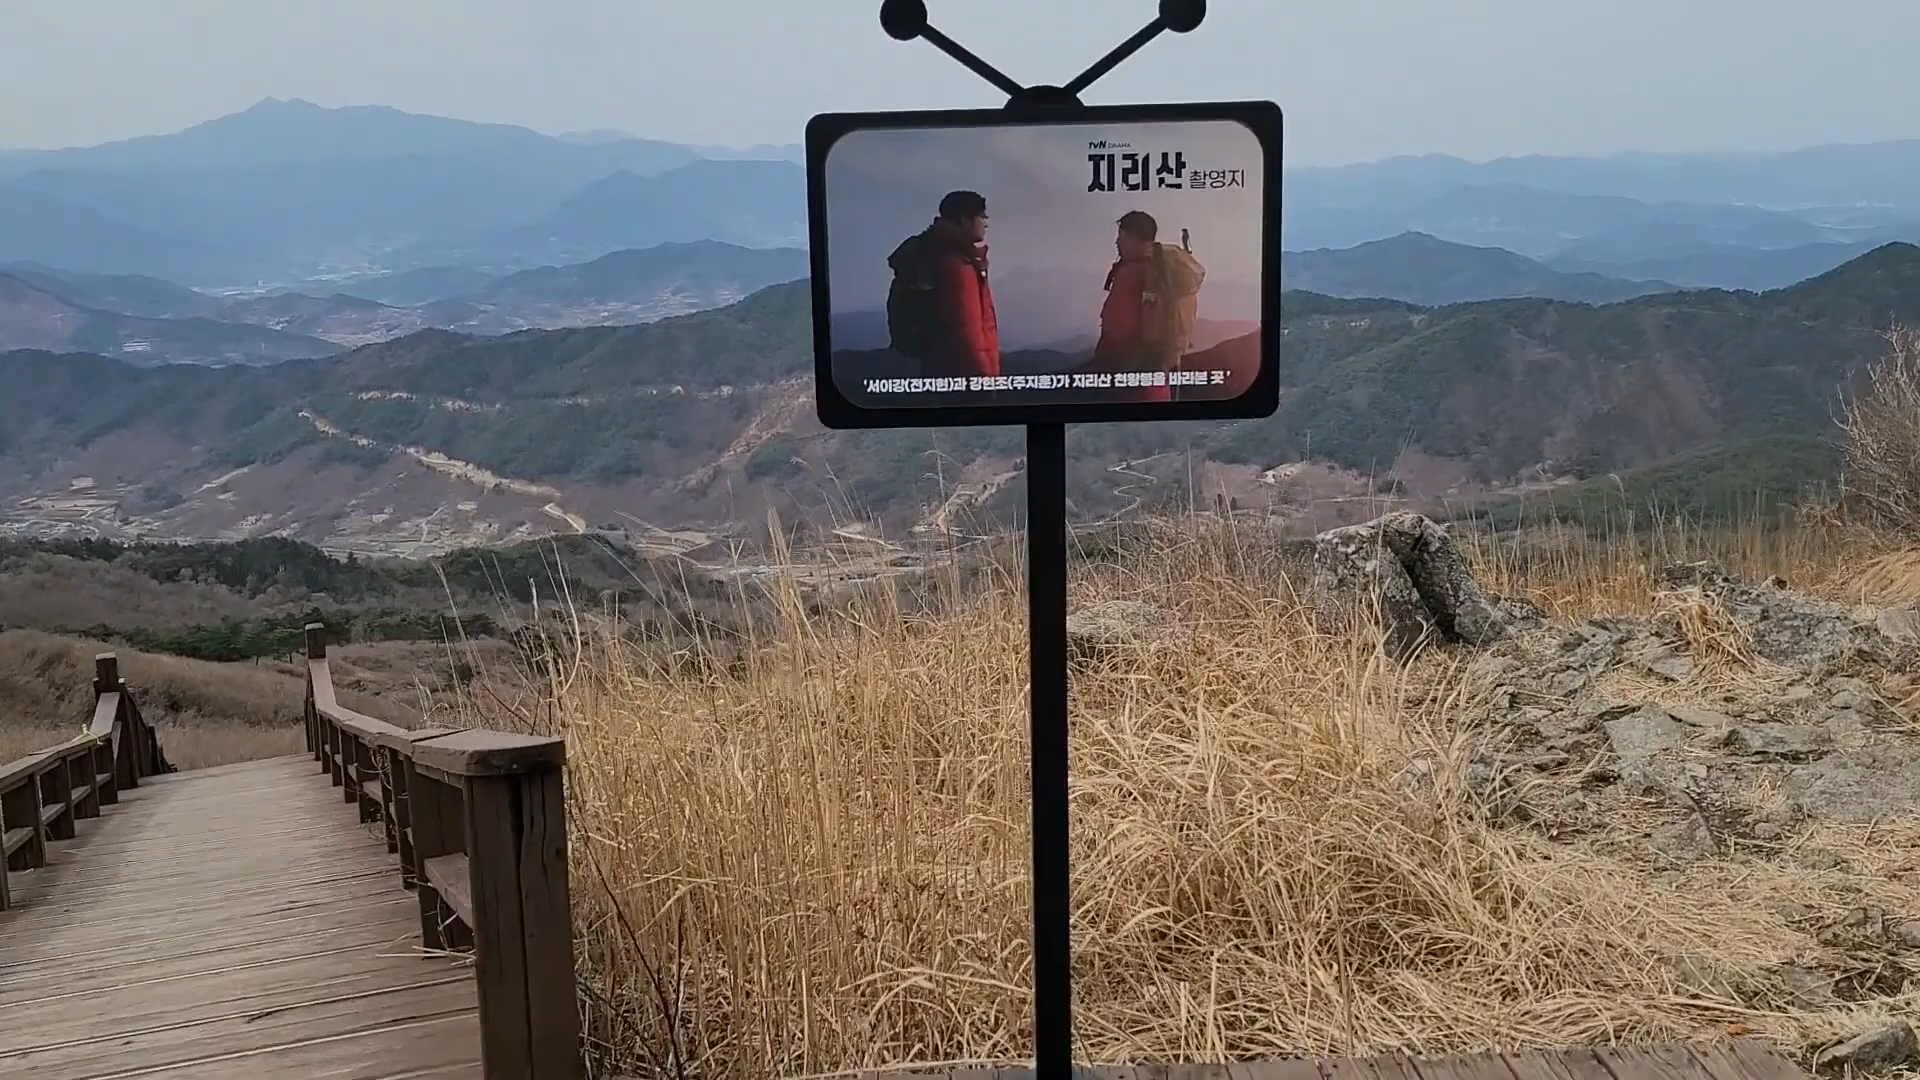 tvN DRAMA
지리산 촬영지
'서이강(전지현)과 강현조(주지훈)가 지리산 천왕봉을 바라본 곳'